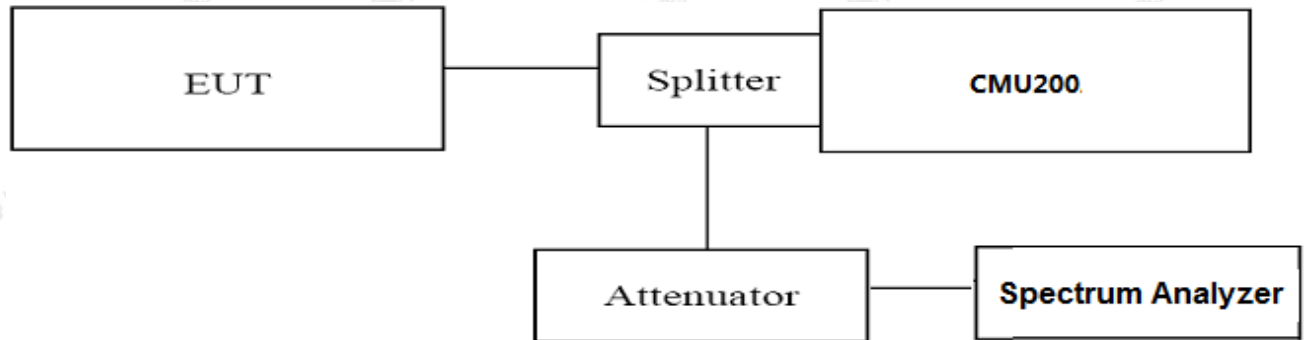 EUT
Splitter
CMU200
Attenuator
Spectrum Analyzer